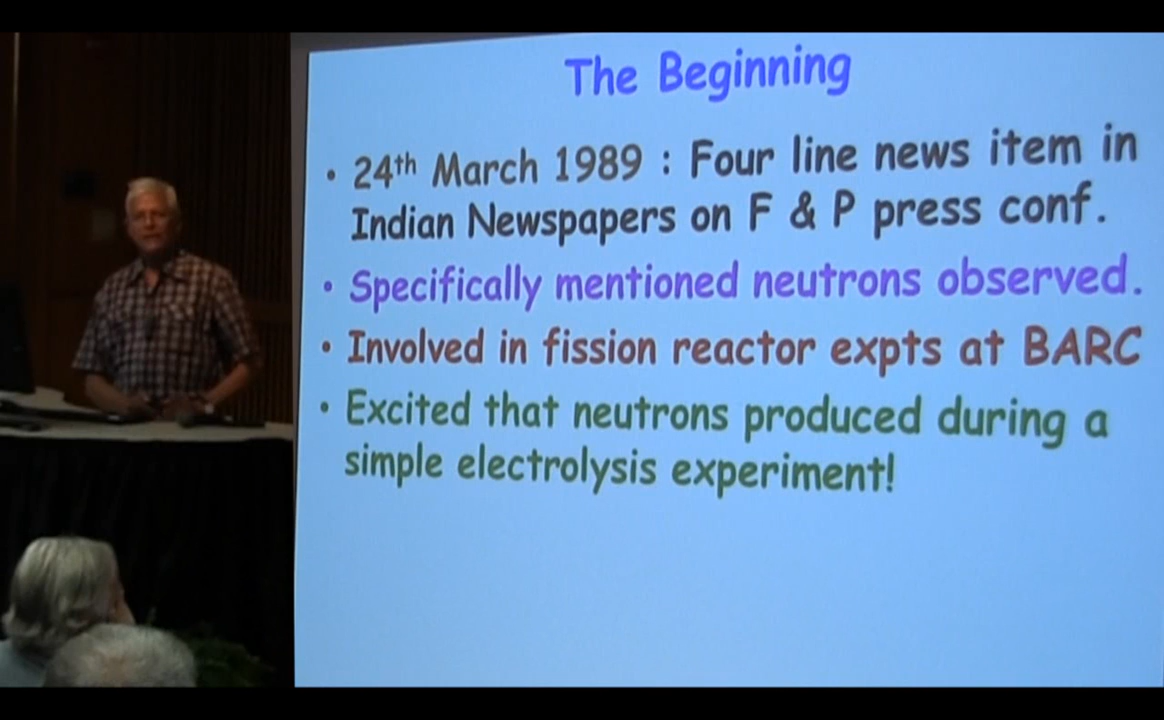 The Beginning
• 24th March 1989 : Four line news item in
Indian Newspapers on F & P press conf.
• Specifically mentioned neutrons observed.
• Involved in fission reactor expts at BARC
• Excited that neutrons produced during a
simple electrolysis experiment!